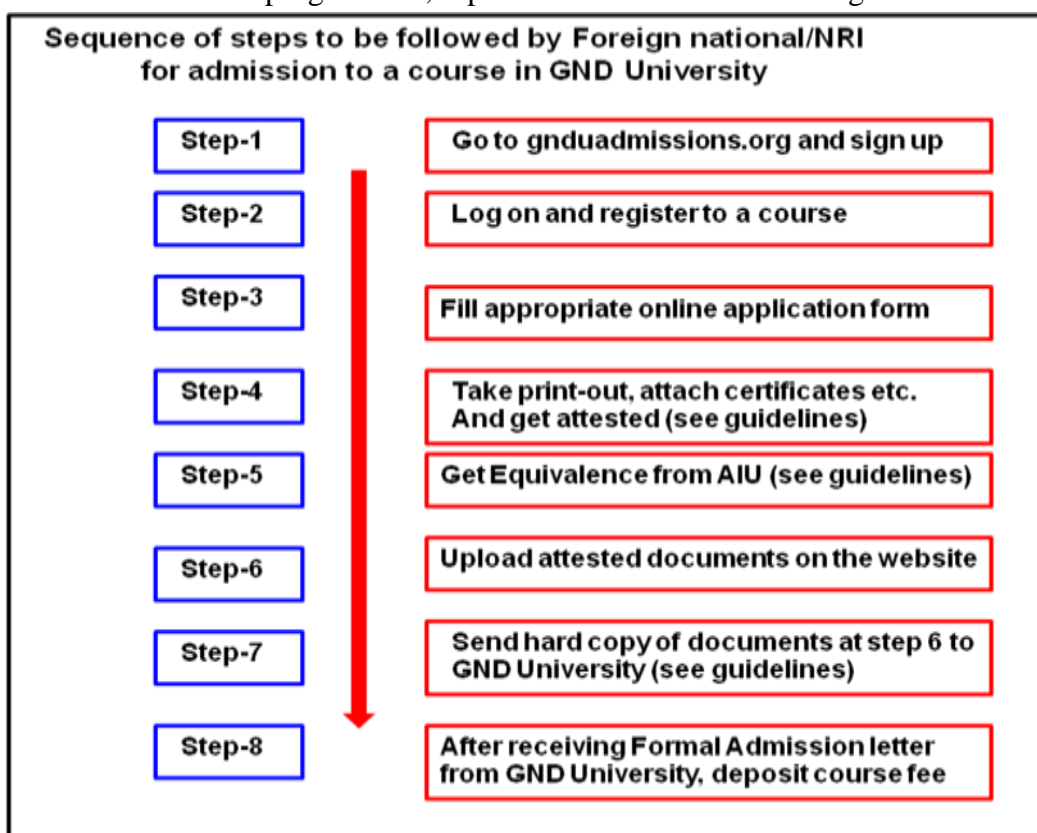 Sequence of steps to be followed by Foreign national/NRI
for admission to a course in GND University
Step-1
Go to gnduadmissions.org and sign up
Step-2
Log on and register to a course
Step-3
Fill appropriate online application form
Step-4
Take print-out, attach certificates etc.
And get attested (see guidelines)
Step-5
Get Equivalence from AIU (see guidelines)
Step-6
Upload attested documents on the website
Step-7
Send hard copy of documents at step 6 to
GND University (see guidelines)
Step-8
After receiving Formal Admission letter
from GND University, deposit course fee